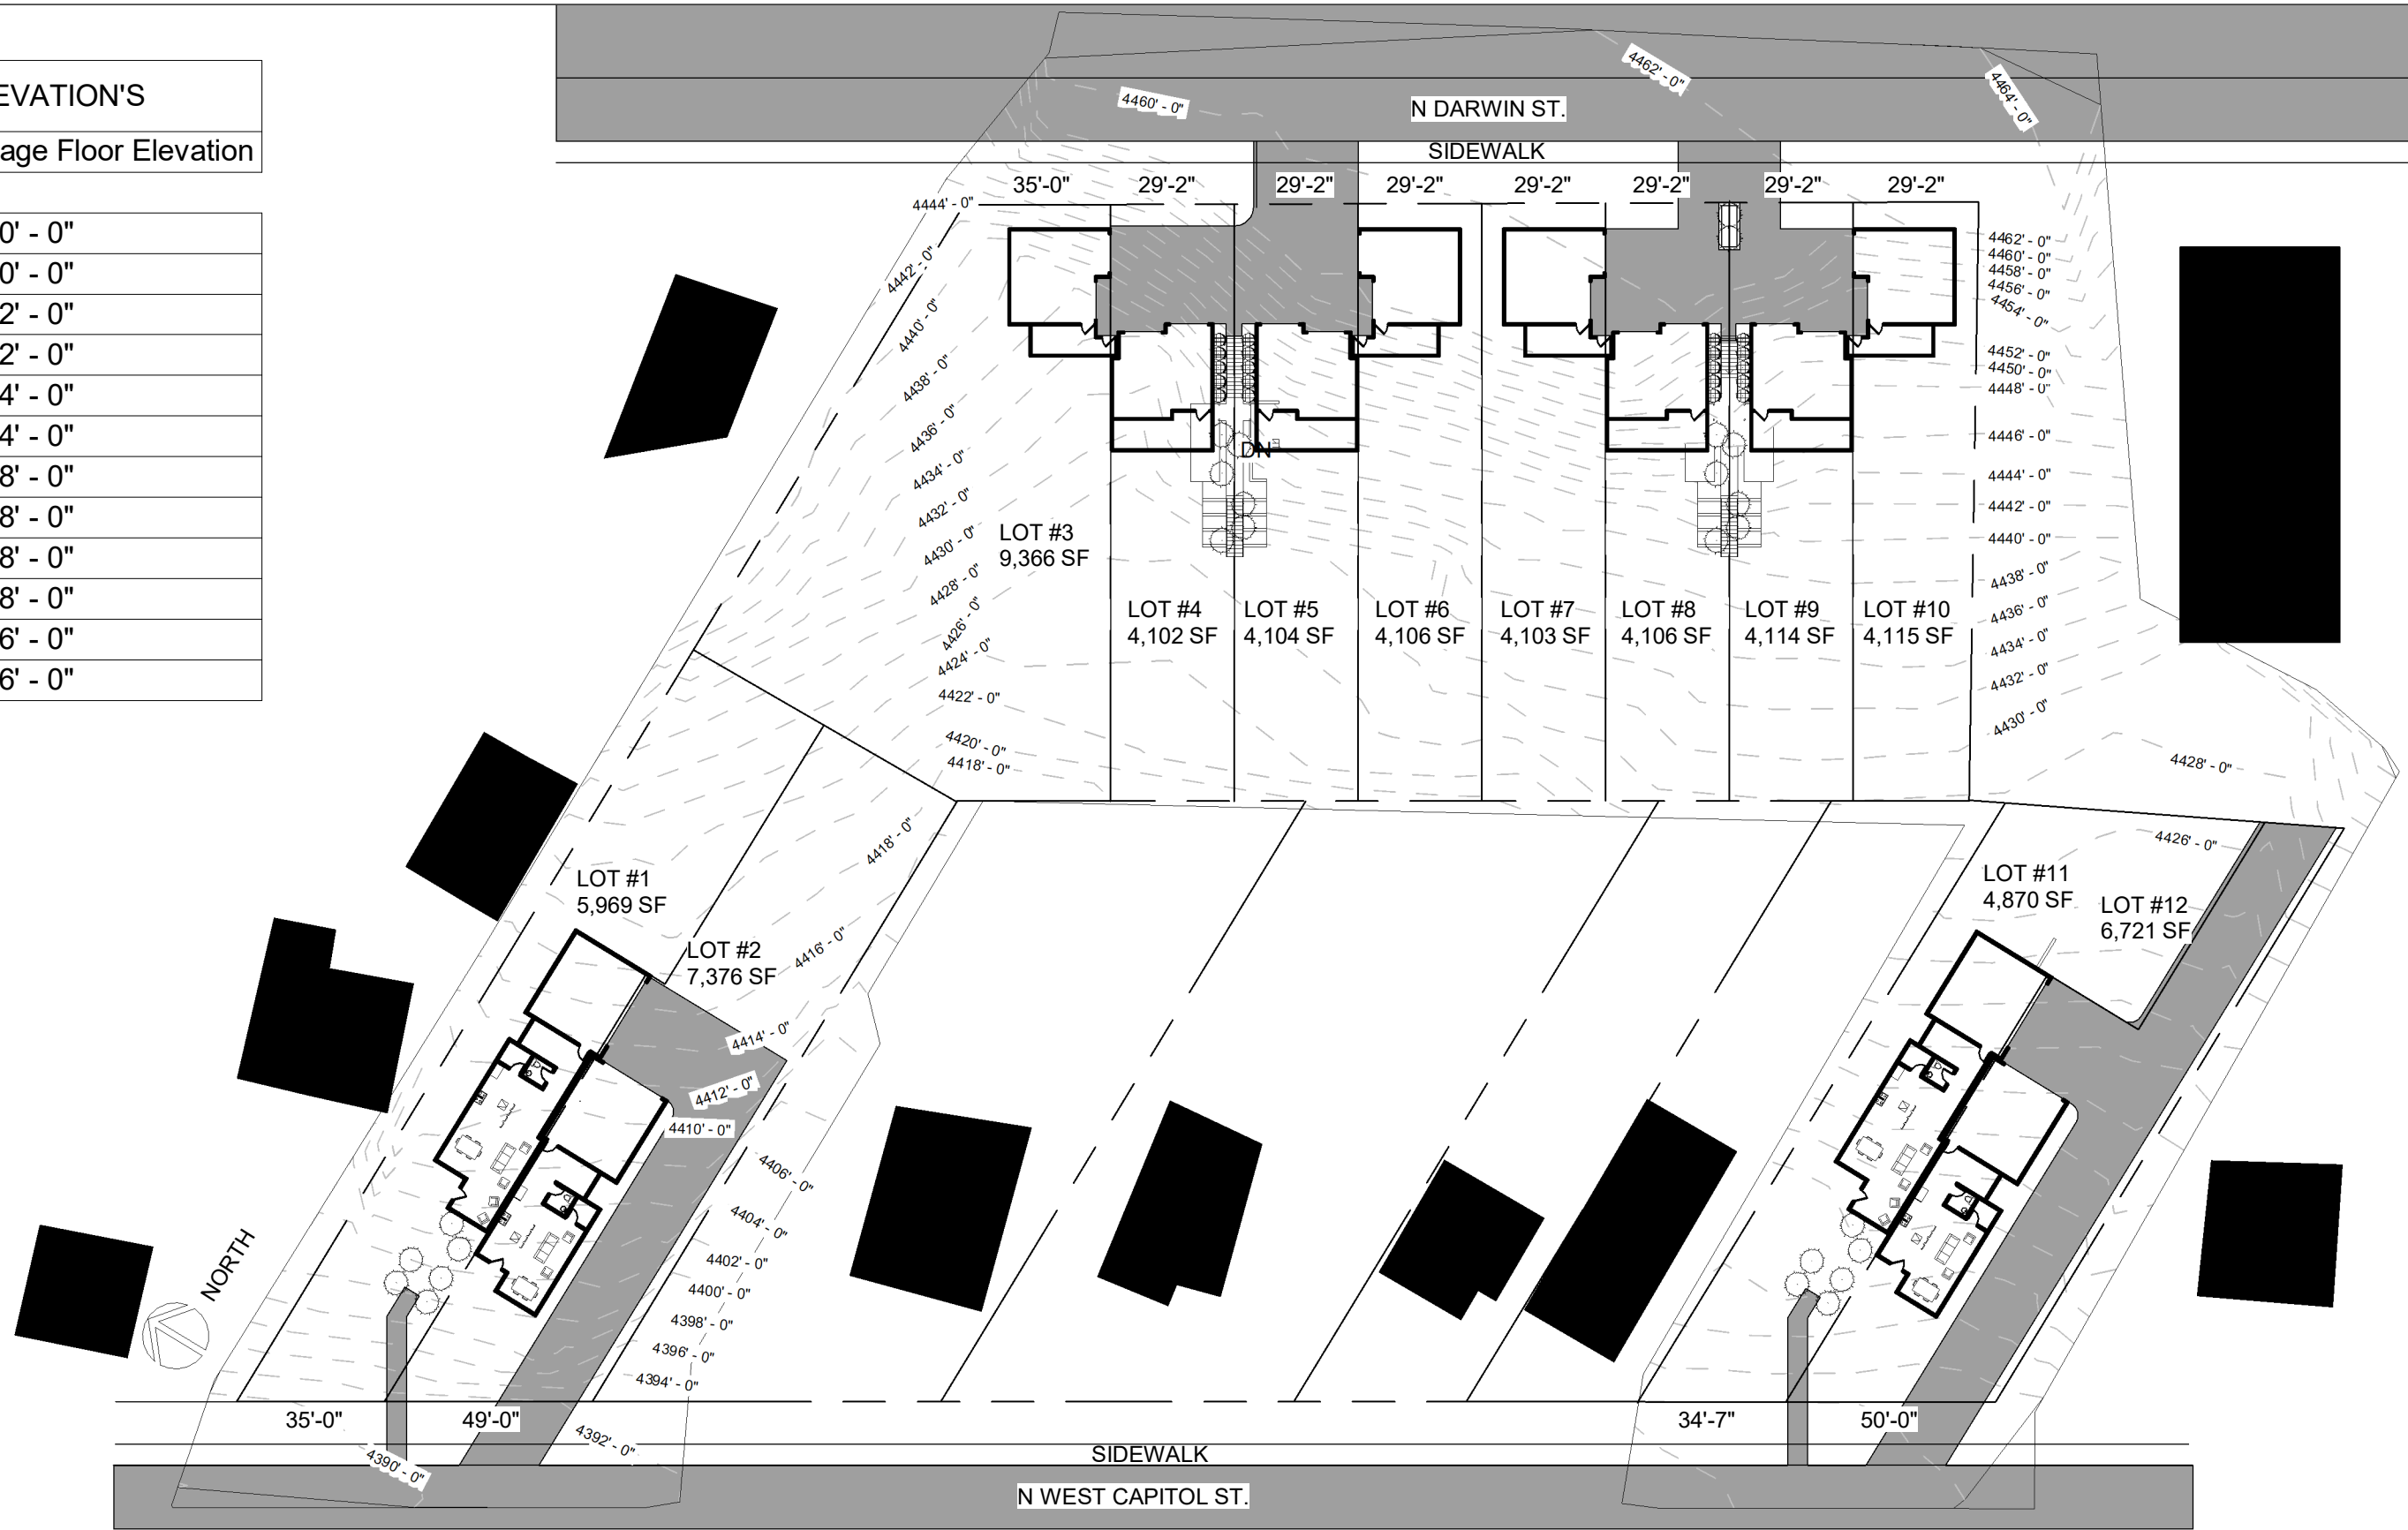 EVATION'S
age Floor Elevation
0' - 0"
0' - 0"
2' - 0"
2' - 0"
4' - 0"
4' - 0"
8' - 0"
8' - 0"
8' - 0"
8' - 0"
6' - 0"
6' - 0"
4460' - 0"
4462' - 0"
4464' - 0"
N DARWIN ST.
SIDEWALK
35'-0" 29'-2" 29'-2" 29'-2" 29'-2" 29'-2" 29'-2" 29'-2"
4444' - 0"
4442' - 0"
4440' - 0"
4438' - 0"
4436' - 0"
4434' - 0"
4432' - 0"
4430' - 0"
4428' - 0"
4426' - 0"
4424' - 0"
4422' - 0"
4420' - 0"
4418' - 0"
DN
LOT #3
9,366 SF
LOT #4
4,102 SF
LOT #5
4,104 SF
LOT #6
4,106 SF
LOT #7
4,103 SF
LOT #8
4,106 SF
LOT #9
4,114 SF
LOT #10
4,115 SF
4462' - 0"
4460' - 0"
4458' - 0"
4456' - 0"
4454' - 0"
4452' - 0"
4450' - 0"
4448' - 0"
4446' - 0"
4444' - 0"
4442' - 0"
4440' - 0"
4438' - 0"
4436' - 0"
4434' - 0"
4432' - 0"
4430' - 0"
4428' - 0"
4426' - 0"
LOT #1
5,969 SF
LOT #2
7,376 SF
4418' - 0"
4416' - 0"
4414' - 0"
4412' - 0"
4410' - 0"
4406' - 0"
4404' - 0"
4402' - 0"
4400' - 0"
4398' - 0"
4396' - 0"
4394' - 0"
4392' - 0"
4390' - 0"
LOT #11
4,870 SF
LOT #12
6,721 SF
NORTH
35'-0" 49'-0" 34'-7" 50'-0"
SIDEWALK
N WEST CAPITOL ST.